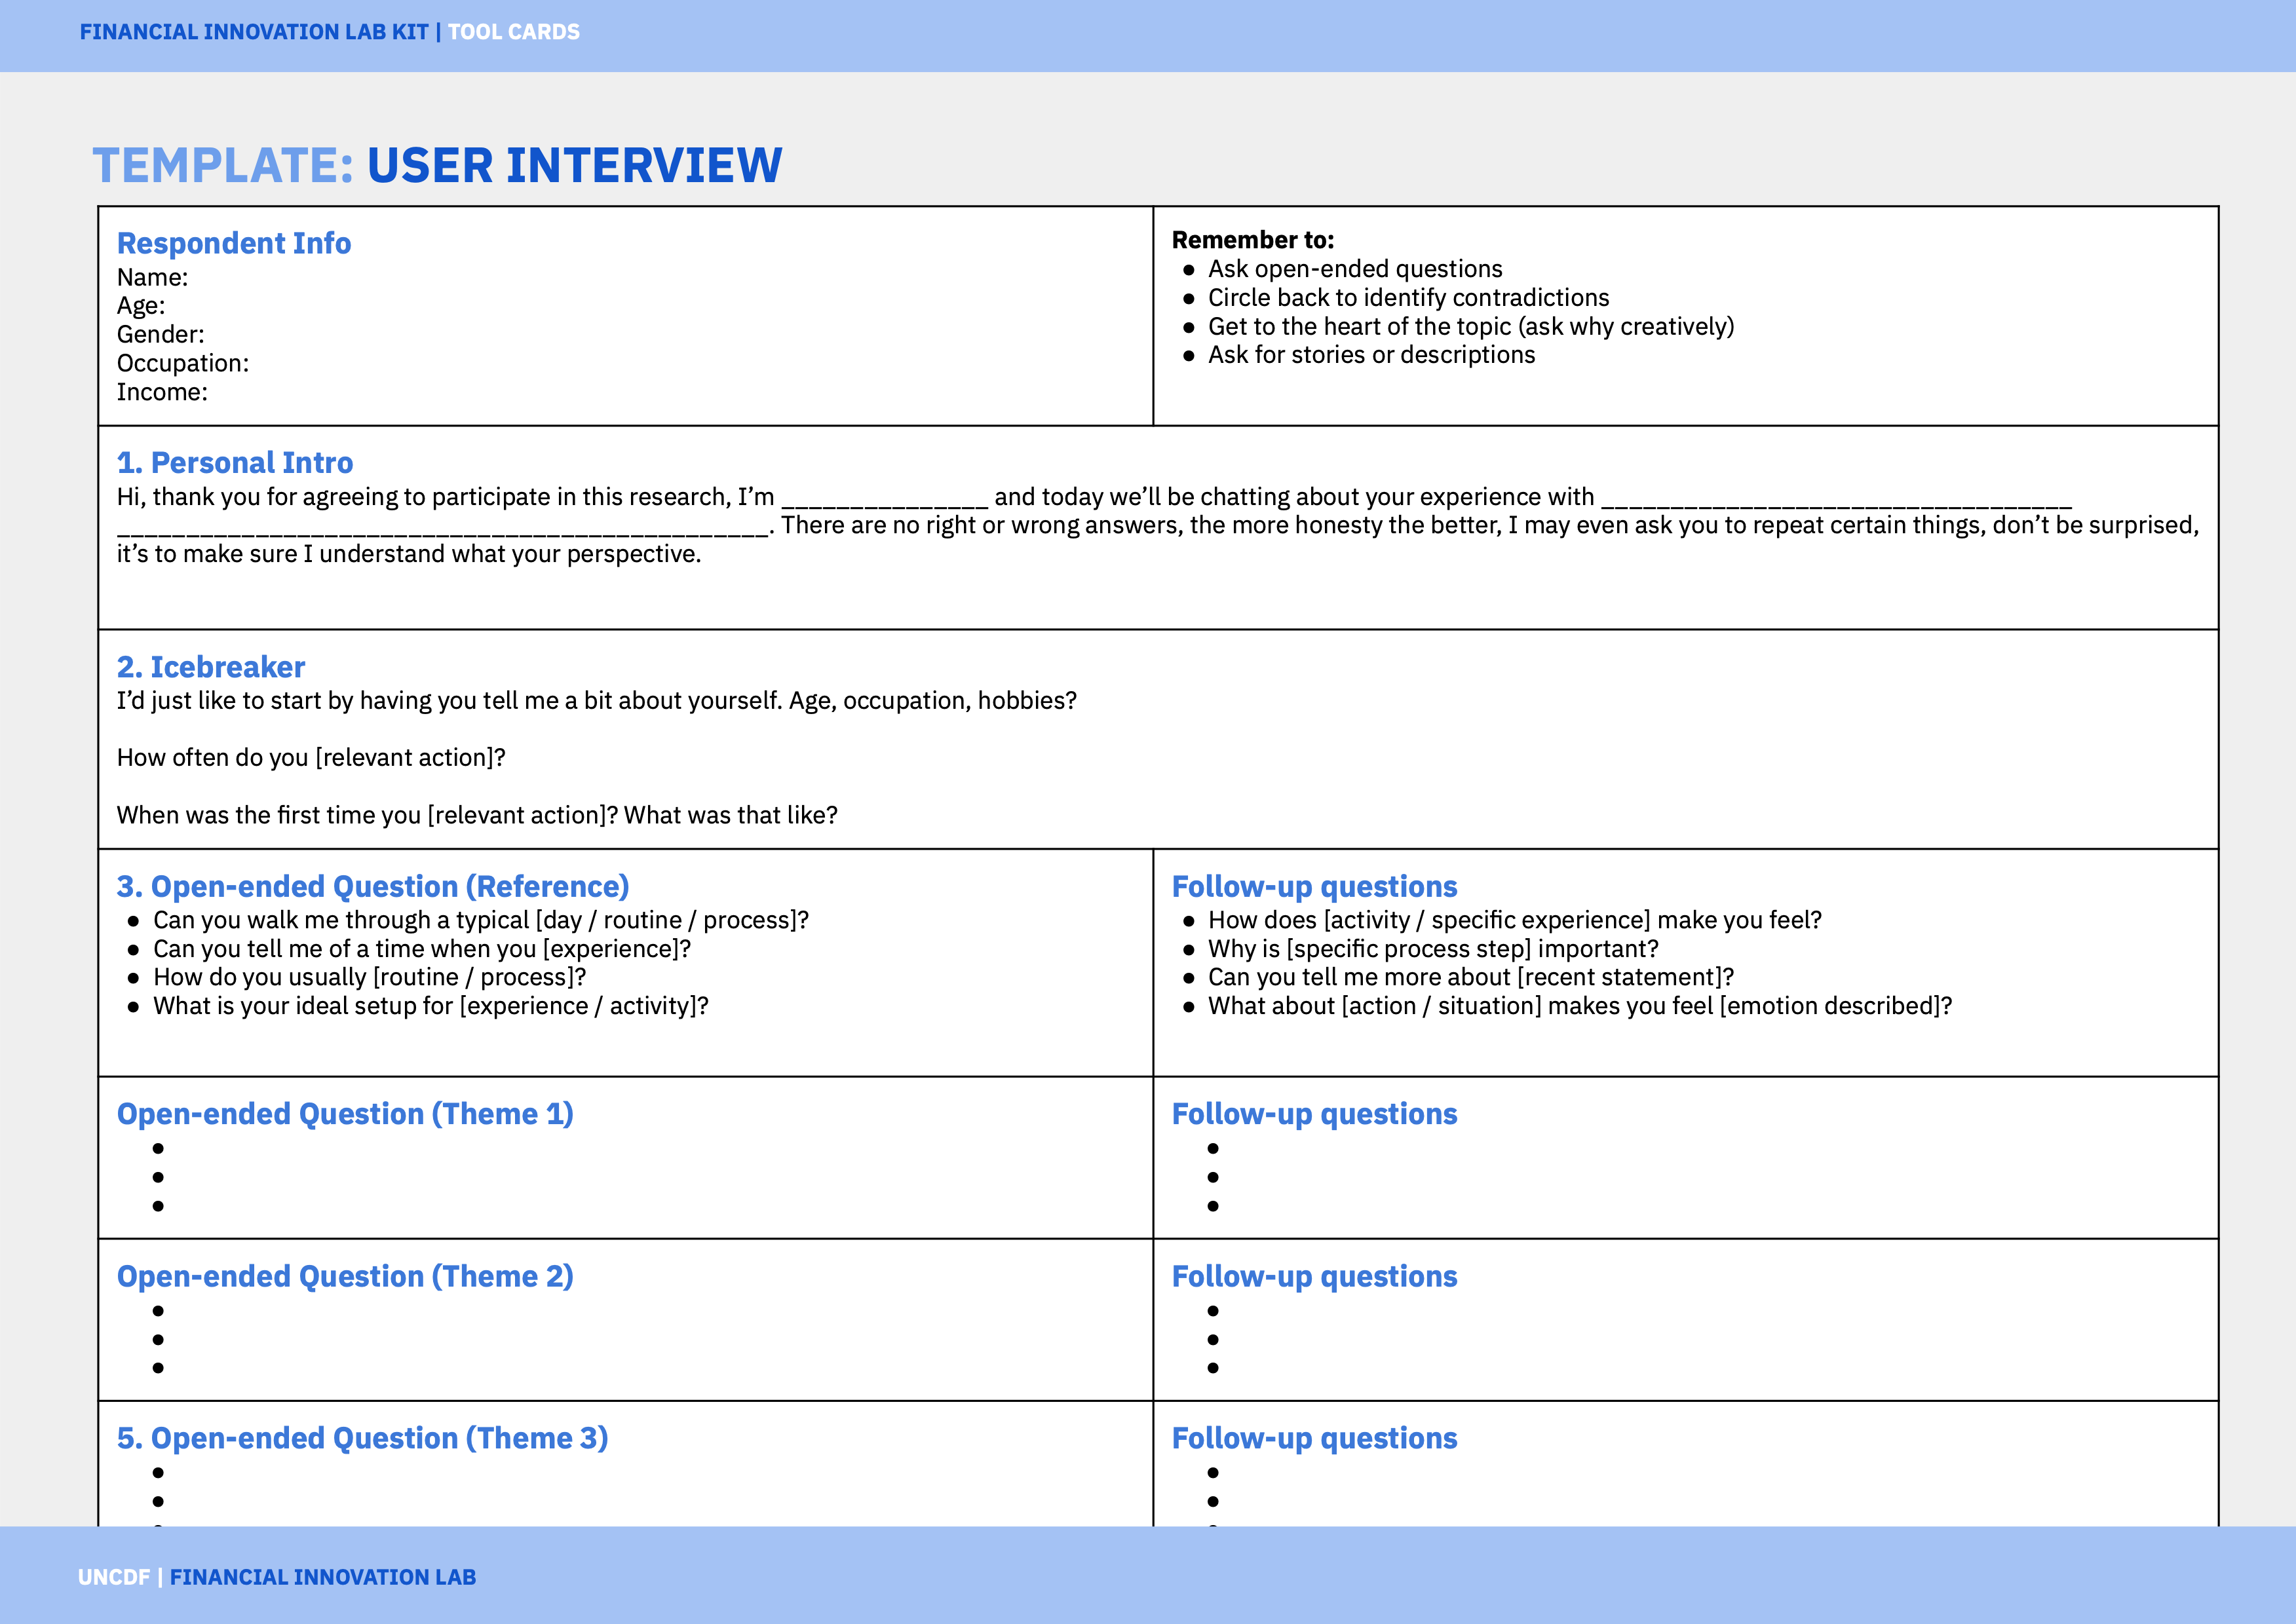 FINANCIAL INNOVATION LAB KIT | TOOL CARDS
TEMPLATE: USER INTERVIEW
Respondent Info
Name:
Age:
Gender:
Occupation:
Income:
Remember to:
● Ask open-ended questions
● Circle back to identify contradictions
● Get to the heart of the topic (ask why creatively)
● Ask for stories or descriptions
1. Personal Intro
Hi, thank you for agreeing to participate in this research, I’m _______________ and today we’ll be chatting about your experience with __________________________________
_______________________________________________. There are no right or wrong answers, the more honesty the better, I may even ask you to repeat certain things, don’t be surprised,
it’s to make sure I understand what your perspective.
2. Icebreaker
I’d just like to start by having you tell me a bit about yourself. Age, occupation, hobbies?
How often do you [relevant action]?
When was the first time you [relevant action]? What was that like?
3. Open-ended Question (Reference)
● Can you walk me through a typical [day / routine / process]?
● Can you tell me of a time when you [experience]?
● How do you usually [routine / process]?
● What is your ideal setup for [experience / activity]?
Follow-up questions
● How does [activity / specific experience] make you feel?
● Why is [specific process step] important?
● Can you tell me more about [recent statement]?
● What about [action / situation] makes you feel [emotion described]?
Open-ended Question (Theme 1)
●
●
●
Follow-up questions
●
●
●
Open-ended Question (Theme 2)
●
●
●
Follow-up questions
●
●
●
5. Open-ended Question (Theme 3)
●
●
●
Follow-up questions
●
●
●
UNCDF | FINANCIAL INNOVATION LAB